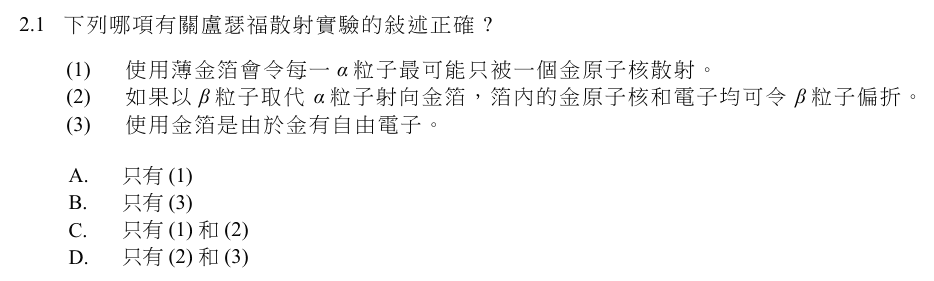 2.1 下列哪項有關盧瑟福散射實驗的敍述正確？
(1) 使用薄金箔會令每一 α 粒子最可能只被一個金原子核散射。
(2) 如果以 β 粒子取代 α 粒子射向金箔，箔內的金原子核和電子均可令 β 粒子偏折。
(3) 使用金箔是由於金有自由電子。
A. 只有 (1)
B. 只有 (3)
C. 只有 (1) 和 (2)
D. 只有 (2) 和 (3)